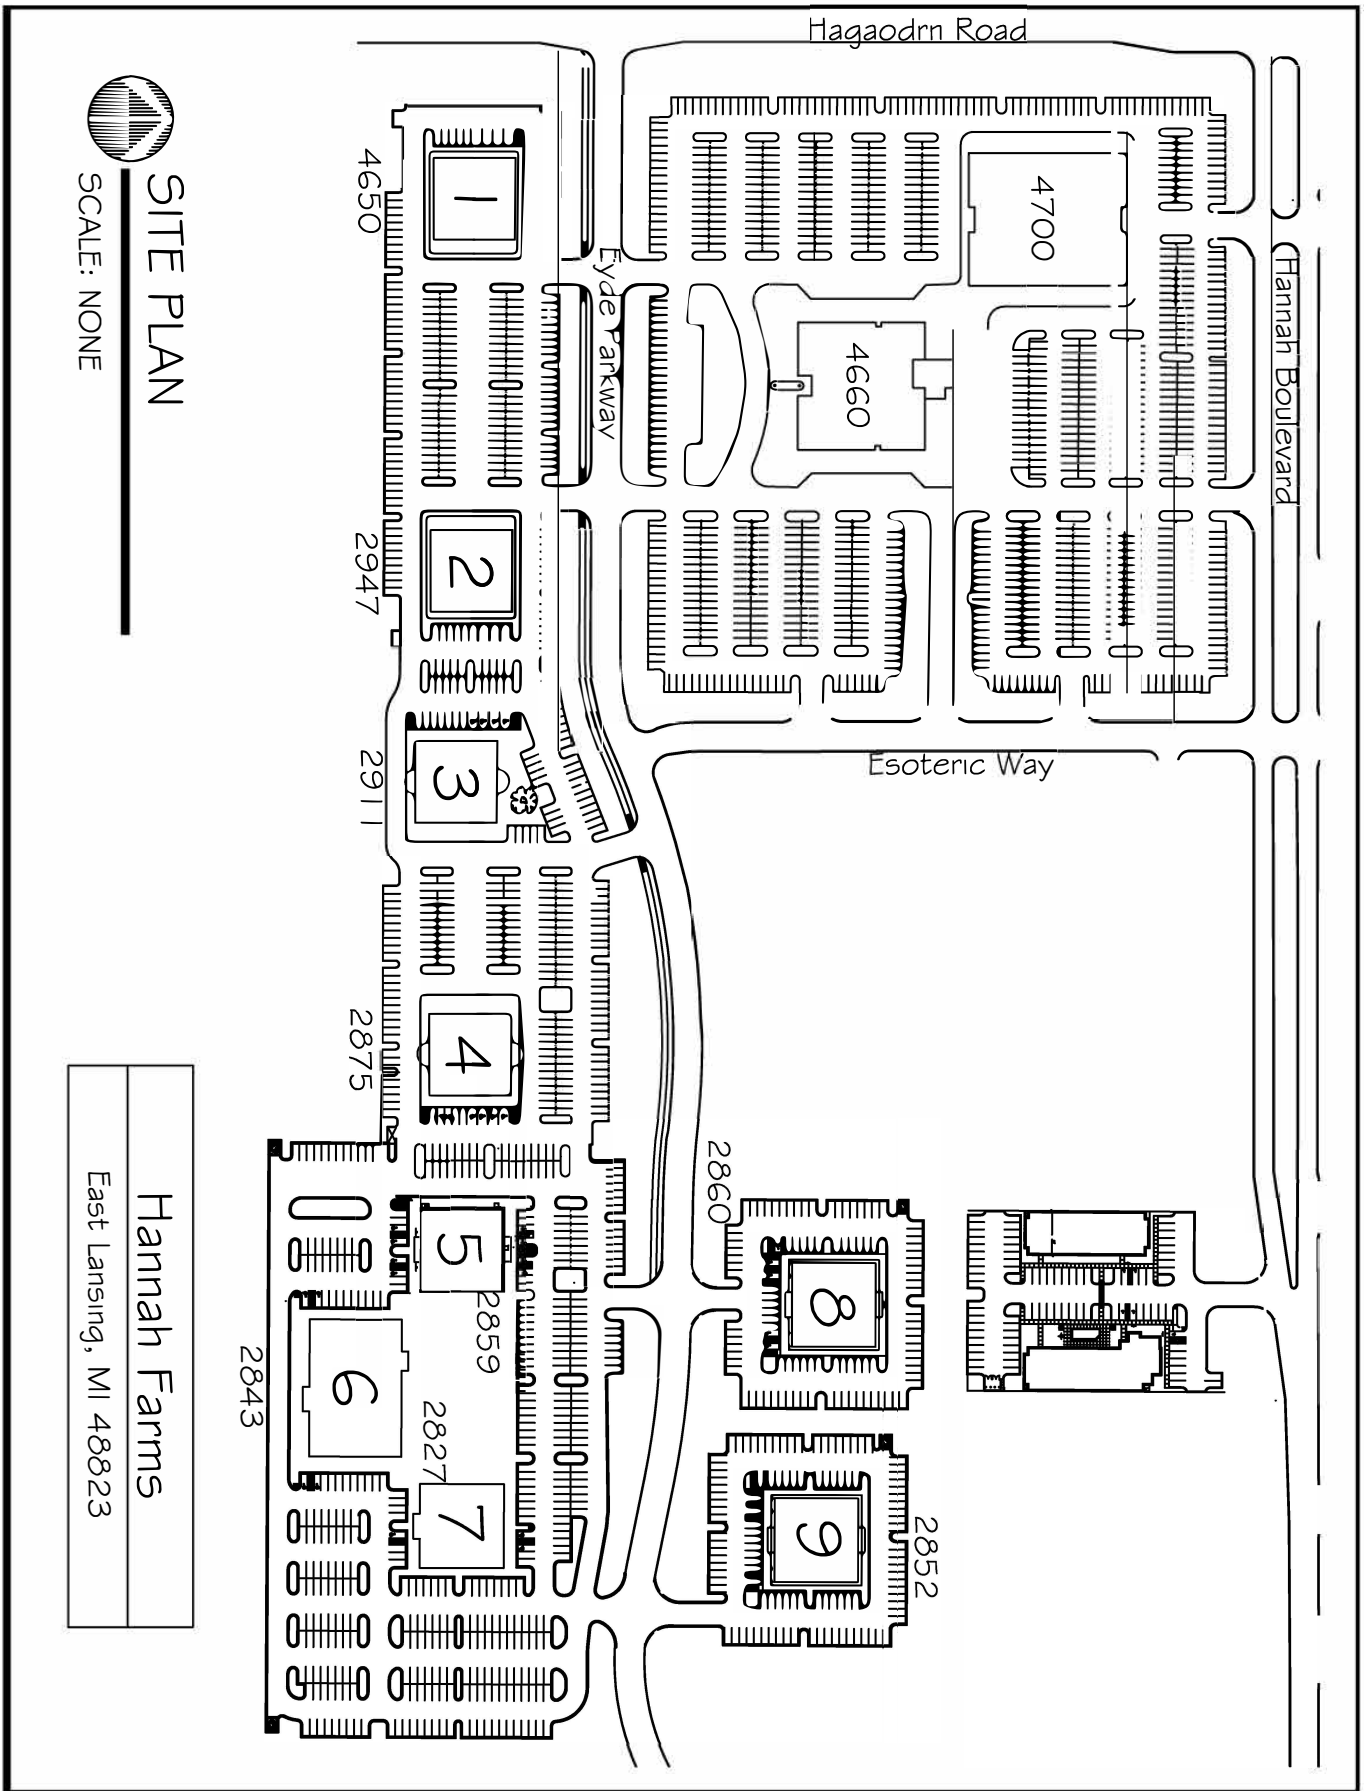 Hagaodrn Road
Hannah Boulevard
4700
4660
Eyde Parkway
Esoteric Way
1
4650
2
2947
3
2911
4
2875
5
2859
6
2843
7
2827
8
2860
9
2852
SITE PLAN
SCALE: NONE
Hannah Farms
East Lansing, MI 48823